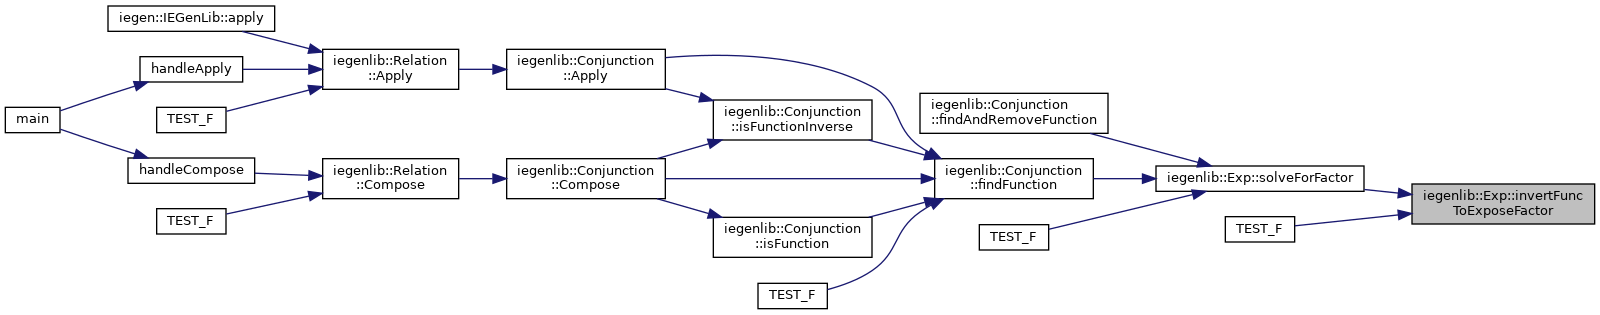 iegen::IEGenLib::apply
handleApply
main
TEST_F
handleCompose
TEST_F
iegenlib::Relation
::Apply
iegenlib::Relation
::Compose
iegenlib::Conjunction
::Apply
iegenlib::Conjunction
::Compose
iegenlib::Conjunction
::isFunctionInverse
iegenlib::Conjunction
::isFunction
TEST_F
iegenlib::Conjunction
::findAndRemoveFunction
iegenlib::Conjunction
::findFunction
TEST_F
iegenlib::Exp::solveForFactor
TEST_F
iegenlib::Exp::invertFunc
ToExposeFactor